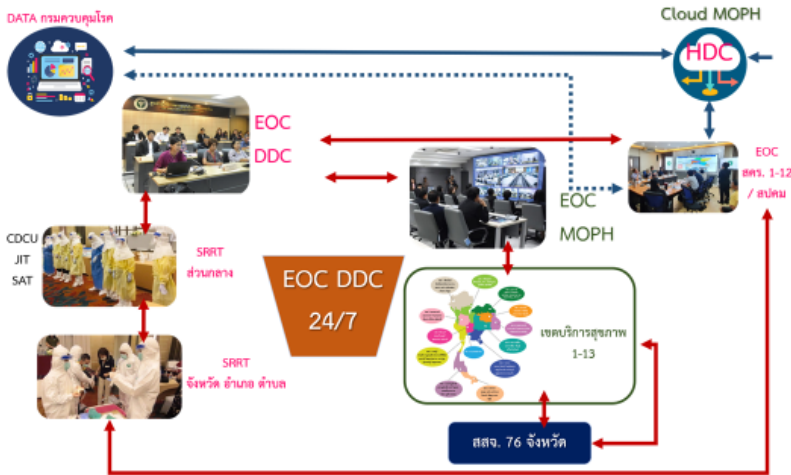 DATA กรมควบคุมโรค
Cloud MOPH
HDC
EOC
DDC
EOC
สคร. 1-12
/ สปคม
EOC
MOPH
CDCU
JIT
SAT
SRRT
ส่วนกลาง
EOC DDC
24/7
เขตบริการสุขภาพ
1-13
SRRT
จังหวัด อำเภอ ตำบล
สสจ. 76 จังหวัด